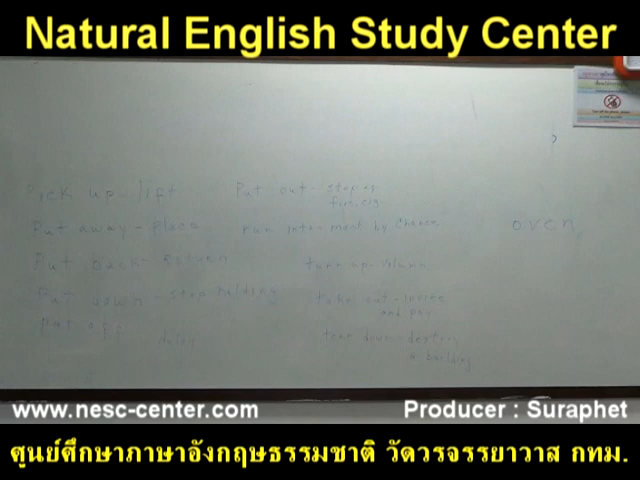 Natural English Study Center
Pick up lift
Put out - stop of
fire, cig.
Put away - place
run into - meet by chance
oven
Put back - Return
turn up - volume
Put down - stop holding
take out - invite
and pay
put off
delay
tear down - destroy
a building
www.nesc-center.com
Producer : Suraphet
ศูนย์ศึกษาภาษาอังกฤษธรรมชาติ วัดวรจรรยาวาส กทม.